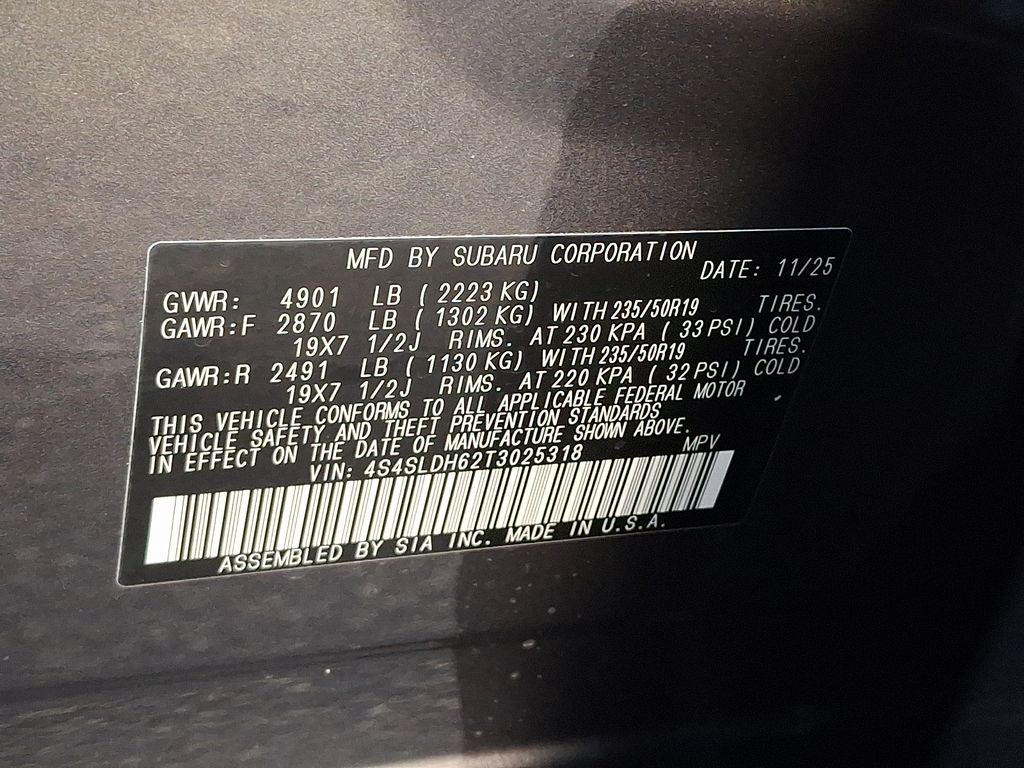 MFD BY SUBARU CORPORATION
DATE: 11/25
GVWR: 4901 LB ( 2223 KG)
GAWR:F 2870 LB ( 1302 KG) WITH 235/50R19 TIRES.
19X7 1/2J RIMS. AT 230 KPA ( 33 PSI) COLD
GAWR:R 2491 LB ( 1130 KG) WITH 235/50R19 TIRES.
19X7 1/2J RIMS. AT 220 KPA ( 32 PSI) COLD
THIS VEHICLE CONFORMS TO ALL APPLICABLE FEDERAL MOTOR
VEHICLE SAFETY AND THEFT PREVENTION STANDARDS
IN EFFECT ON THE DATE OF MANUFACTURE SHOWN ABOVE.
VIN: 4S4SLDH62T3025318 MPV
ASSEMBLED BY SIA INC. MADE IN U.S.A.